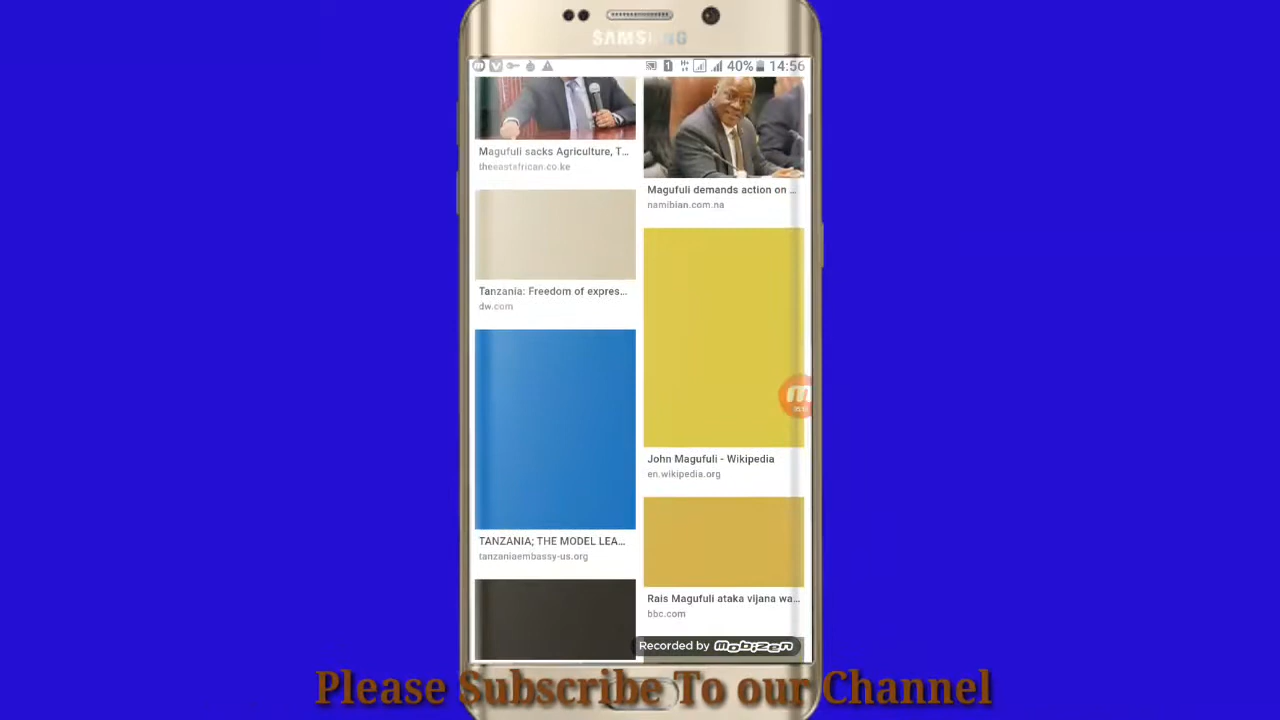 SAMSUNG
40% 14:56
Magufuli sacks Agriculture, T...
theeastafrican.co.ke
Magufuli demands action on ...
namibian.com.na
Tanzania: Freedom of expres...
dw.com
John Magufuli - Wikipedia
en.wikipedia.org
TANZANIA; THE MODEL LEA...
tanzaniaembassy-us.org
Rais Magufuli ataka vijana wa...
bbc.com
Recorded by mobizen
Please Subscribe To our Channel